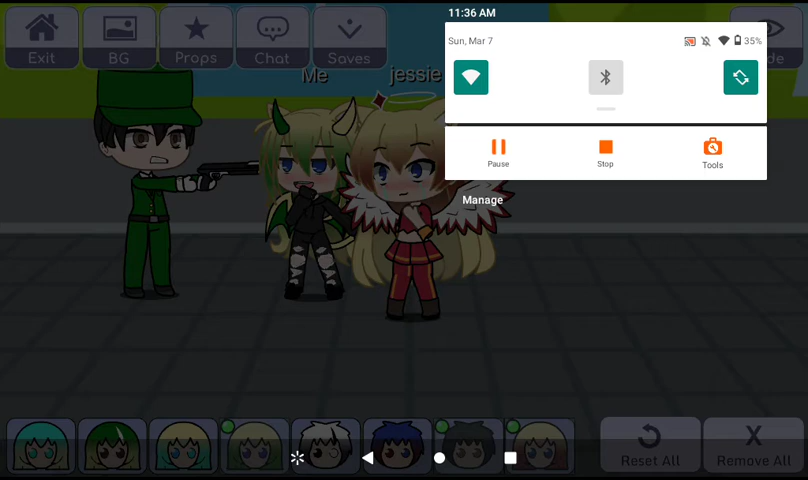 11:36 AM
Sun, Mar 7
35%
Exit
BG
Props
Chat
Saves
de
Me
jessie
Pause
Stop
Tools
Manage
Reset All
Remove All